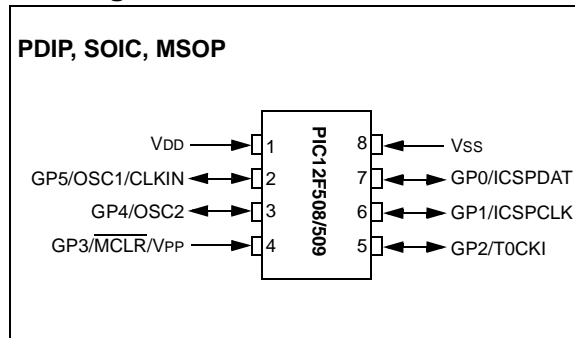 PDIP, SOIC, MSOP
VDD 1 8 VSS
GP5/OSC1/CLKIN 2 7 GP0/ICSPDAT
GP4/OSC2 3 6 GP1/ICSPCLK
GP3/MCLR/VPP 4 5 GP2/T0CKI
PIC12F508/509